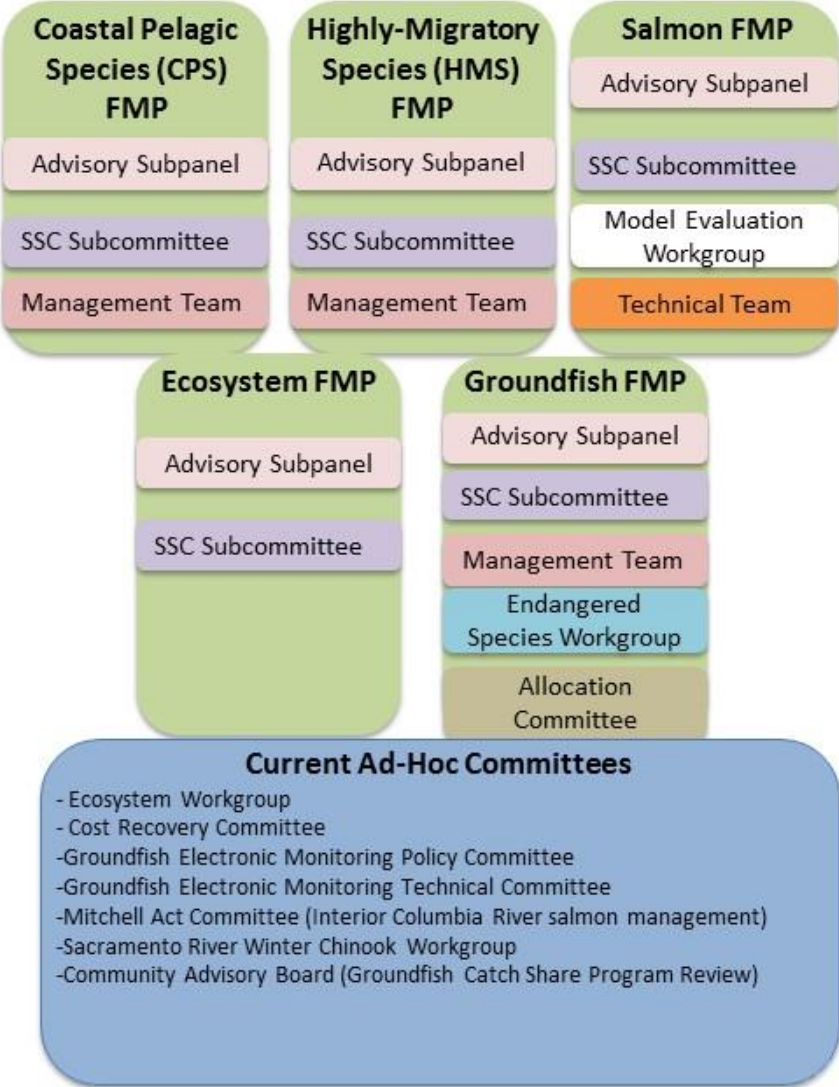 Coastal Pelagic
Species (CPS)
FMP
Advisory Subpanel
SSC Subcommittee
Management Team
Highly-Migratory
Species (HMS)
FMP
Advisory Subpanel
SSC Subcommittee
Management Team
Salmon FMP
Advisory Subpanel
SSC Subcommittee
Model Evaluation
Workgroup
Technical Team
Ecosystem FMP
Advisory Subpanel
SSC Subcommittee
Groundfish FMP
Advisory Subpanel
SSC Subcommittee
Management Team
Endangered
Species Workgroup
Allocation
Committee
Current Ad-Hoc Committees
- Ecosystem Workgroup
- Cost Recovery Committee
-Groundfish Electronic Monitoring Policy Committee
-Groundfish Electronic Monitoring Technical Committee
-Mitchell Act Committee (Interior Columbia River salmon management)
-Sacramento River Winter Chinook Workgroup
-Community Advisory Board (Groundfish Catch Share Program Review)